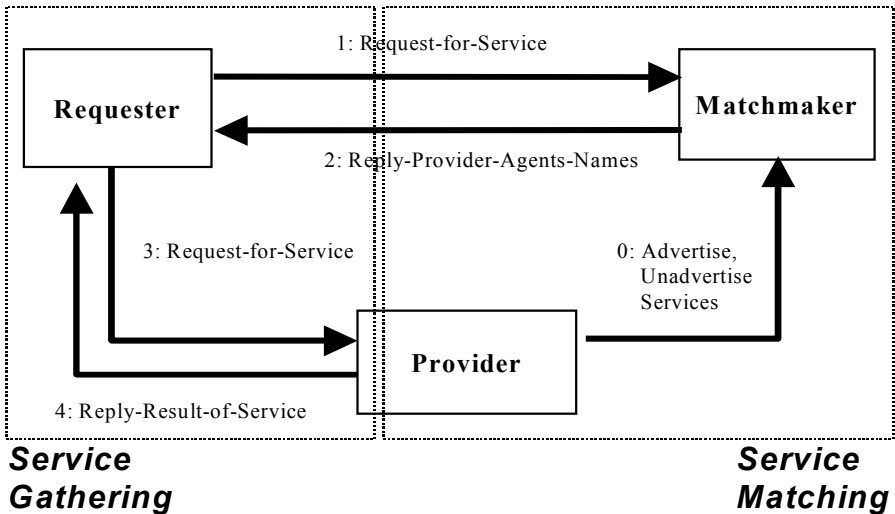 1: Request-for-Service
Requester
Matchmaker
2: Reply-Provider-Agents-Names
3: Request-for-Service
0: Advertise,
Unadvertise
Services
Provider
4: Reply-Result-of-Service
Service
Gathering
Service
Matching